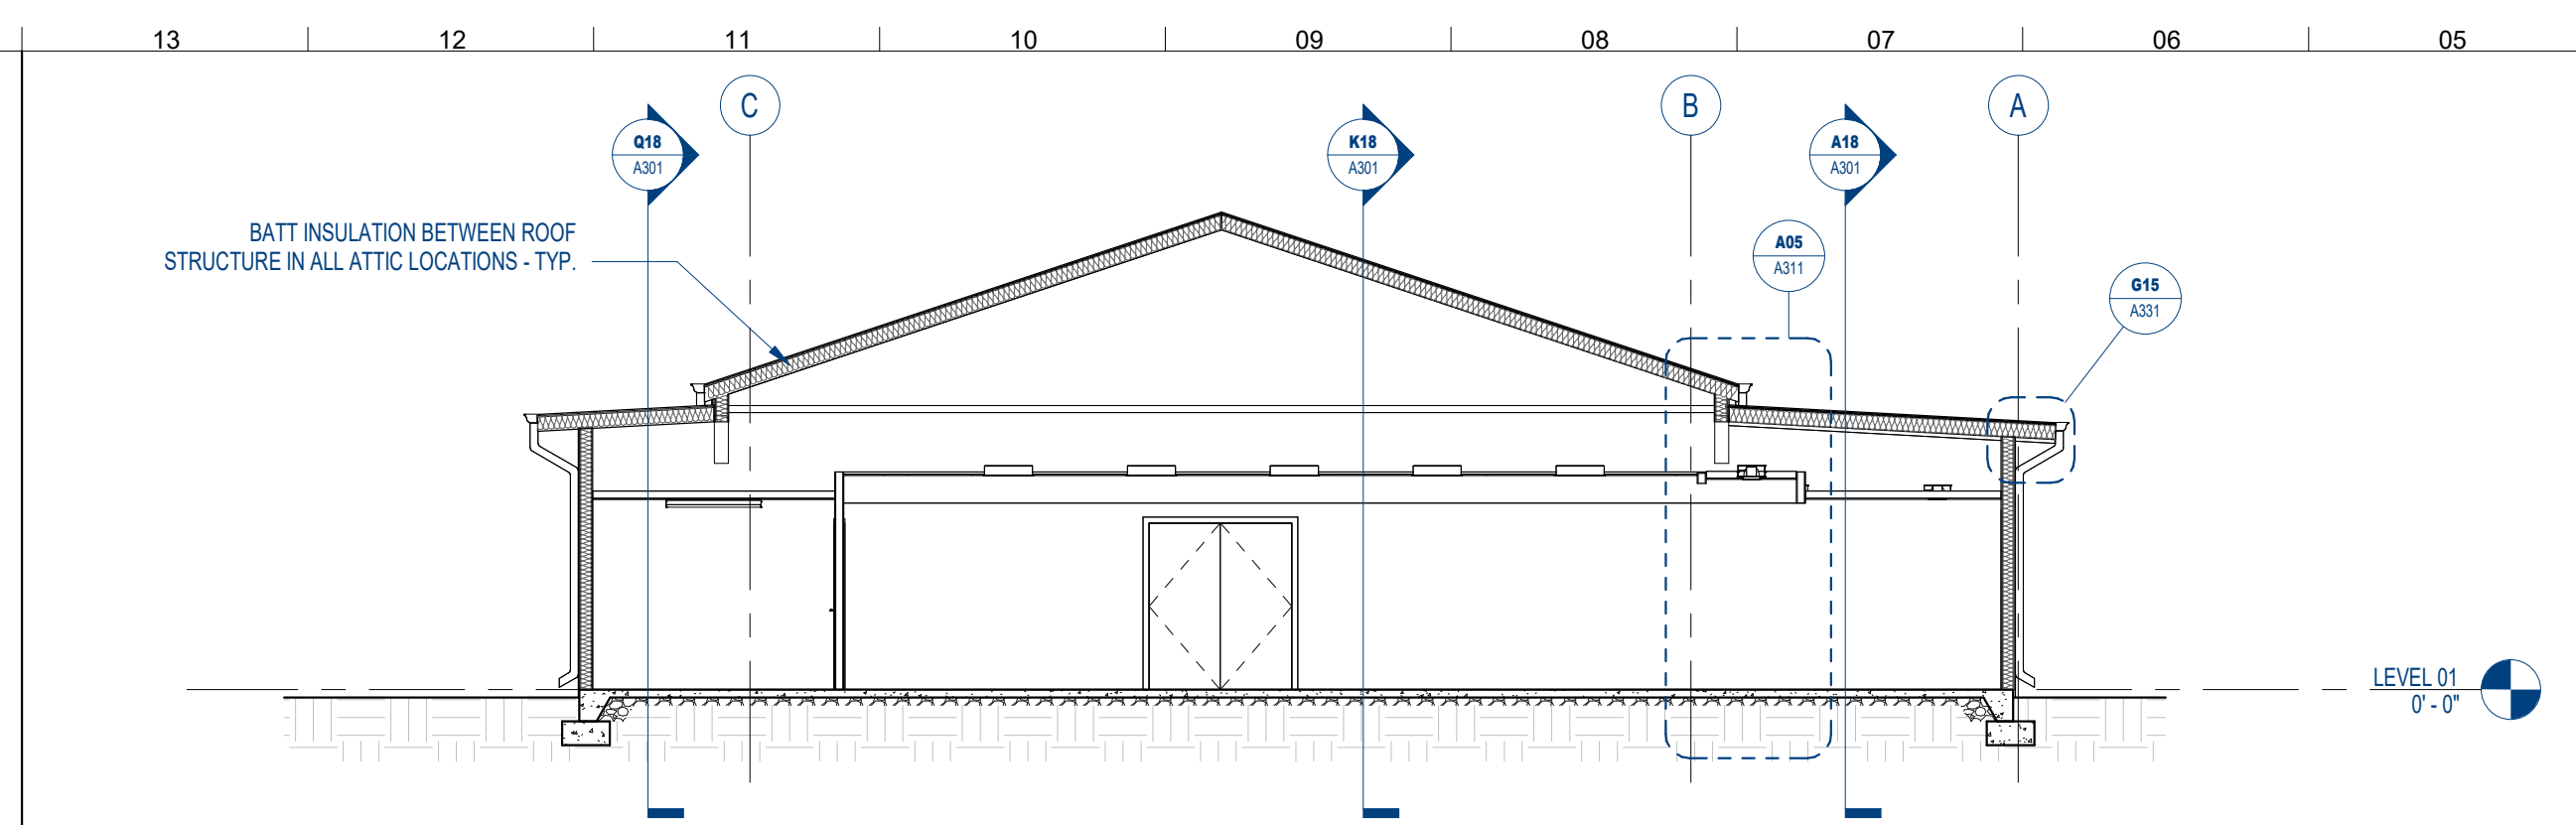 13 12 11 10 09 08 07 06 05
C B A
Q18
A301
K18
A301
A18
A301
BATT INSULATION BETWEEN ROOF
STRUCTURE IN ALL ATTIC LOCATIONS - TYP.
A05
A311
G15
A331
LEVEL 01
0' - 0"